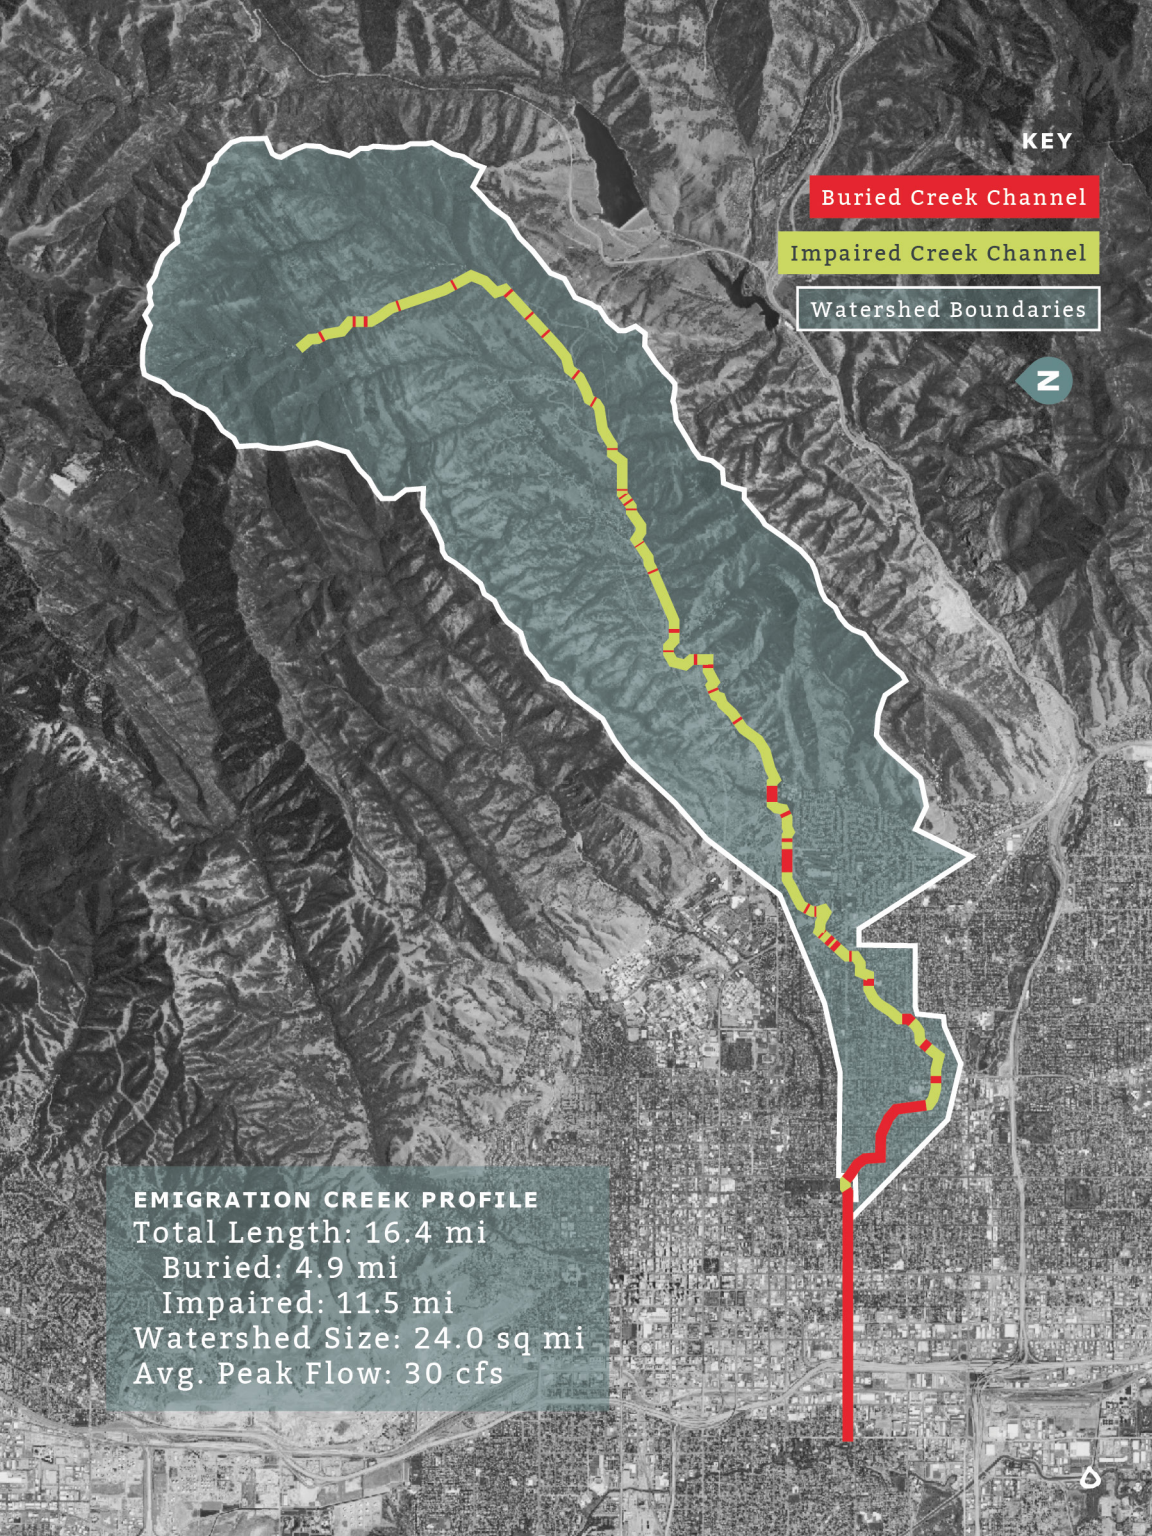 KEY
Buried Creek Channel
Impaired Creek Channel
Watershed Boundaries
N
EMIGRATION CREEK PROFILE
Total Length: 16.4 mi
Buried: 4.9 mi
Impaired: 11.5 mi
Watershed Size: 24.0 sq mi
Avg. Peak Flow: 30 cfs